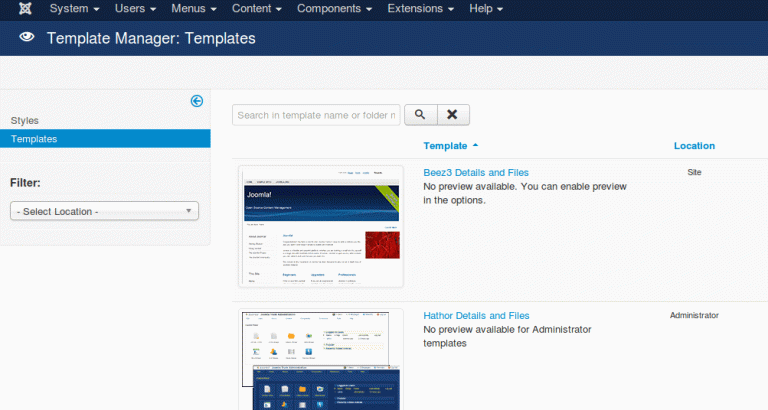 System Users Menus Content Components Extensions Help
Template Manager: Templates
Styles
Templates
Filter:
- Select Location -
Search in template name or folder n
Template Location
Beez3 Details and Files Site
No preview available. You can enable preview
in the options.
Joomla!
Hathor Details and Files Administrator
No preview available for Administrator
templates